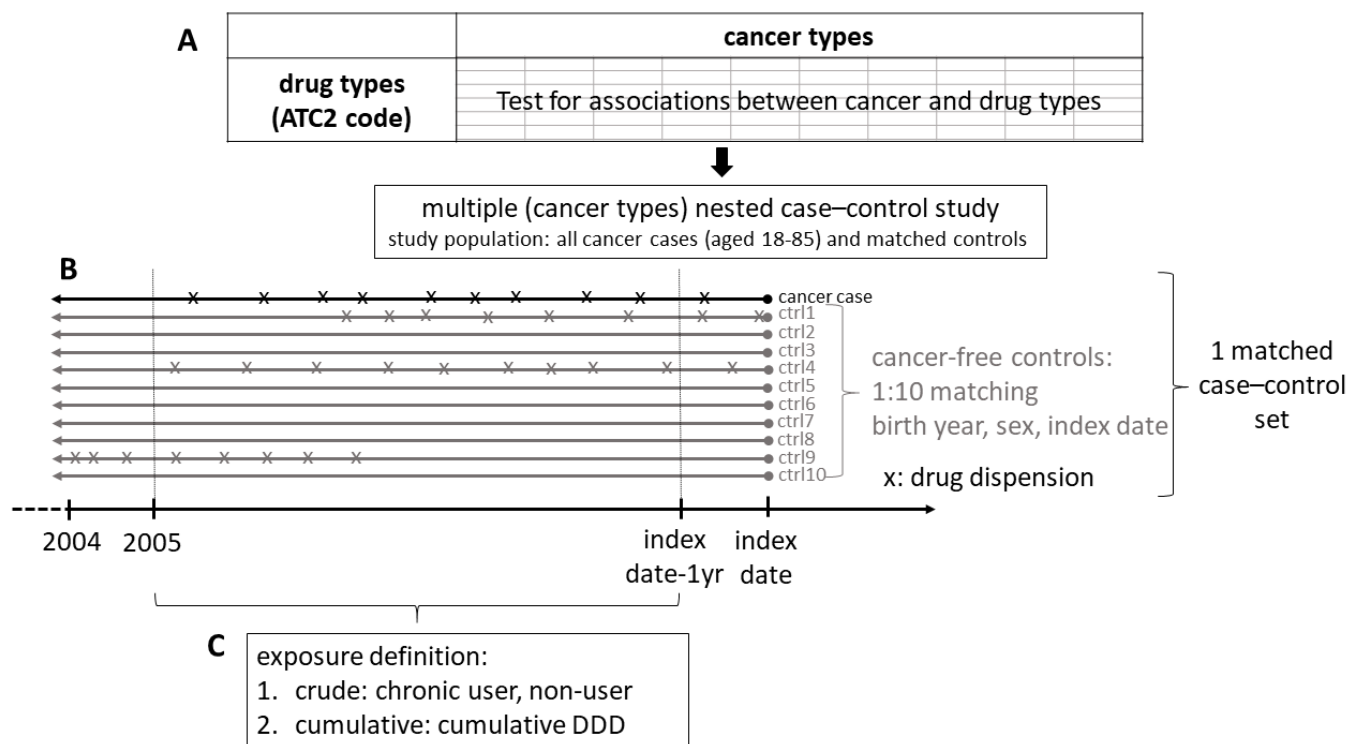 A
cancer types
drug types
(ATC2 code)
Test for associations between cancer and drug types
multiple (cancer types) nested case–control study
study population: all cancer cases (aged 18-85) and matched controls
B
x x x x x x x x x x cancer case
x x x x x x x x ctrl1
ctrl2
ctrl3
x x x x x x x x x x ctrl4
ctrl5
ctrl6
ctrl7
ctrl8
x x x x x x x x ctrl9
ctrl10
cancer-free controls:
1:10 matching
birth year, sex, index date
x: drug dispension
1 matched
case–control
set
2004 2005
index
date-1yr
index
date
C
exposure definition:
1. crude: chronic user, non-user
2. cumulative: cumulative DDD